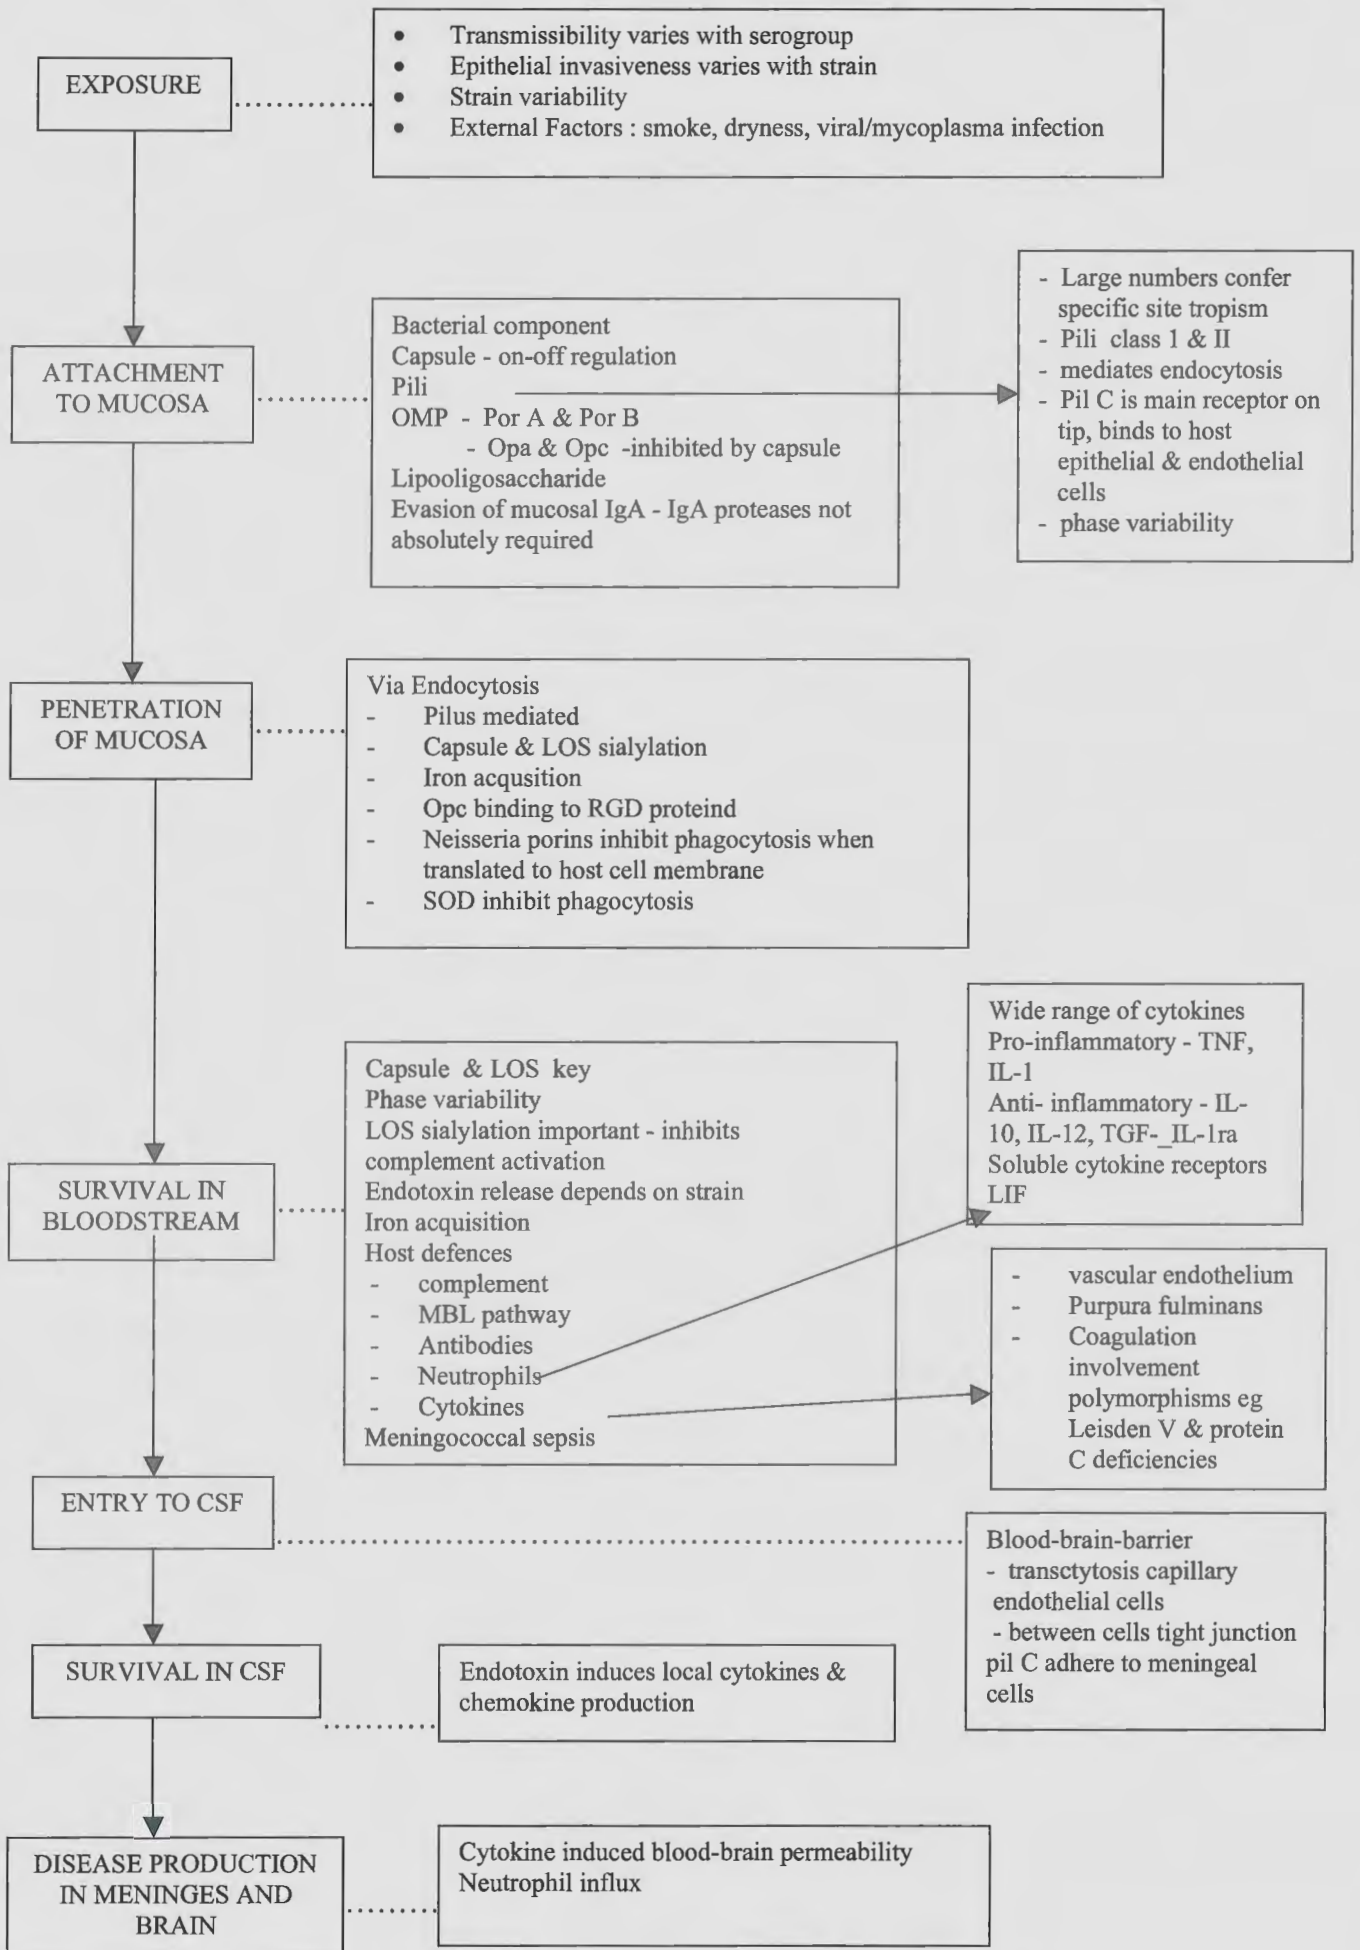 EXPOSURE
• Transmissibility varies with serogroup
• Epithelial invasiveness varies with strain
• Strain variability
• External Factors : smoke, dryness, viral/mycoplasma infection
ATTACHMENT
TO MUCOSA
Bacterial component
Capsule - on-off regulation
Pili
OMP - Por A & Por B
- Opa & Opc -inhibited by capsule
Lipooligosaccharide
Evasion of mucosal IgA - IgA proteases not
absolutely required
- Large numbers confer
specific site tropism
- Pili class 1 & II
- mediates endocytosis
- Pil C is main receptor on
tip, binds to host
epithelial & endothelial
cells
- phase variability
PENETRATION
OF MUCOSA
Via Endocytosis
- Pilus mediated
- Capsule & LOS sialylation
- Iron acqusition
- Opc binding to RGD proteind
- Neisseria porins inhibit phagocytosis when
translated to host cell membrane
- SOD inhibit phagocytosis
SURVIVAL IN
BLOODSTREAM
Capsule & LOS key
Phase variability
LOS sialylation important - inhibits
complement activation
Endotoxin release depends on strain
Iron acquisition
Host defences
- complement
- MBL pathway
- Antibodies
- Neutrophils
- Cytokines
Meningococcal sepsis
Wide range of cytokines
Pro-inflammatory - TNF,
IL-1
Anti- inflammatory - IL-
10, IL-12, TGF-_IL-1ra
Soluble cytokine receptors
LIF
- vascular endothelium
- Purpura fulminans
- Coagulation
involvement
polymorphisms eg
Leisden V & protein
C deficiencies
ENTRY TO CSF
Blood-brain-barrier
- transctytosis capillary
endothelial cells
- between cells tight junction
pil C adhere to meningeal
cells
SURVIVAL IN CSF
Endotoxin induces local cytokines &
chemokine production
DISEASE PRODUCTION
IN MENINGES AND
BRAIN
Cytokine induced blood-brain permeability
Neutrophil influx